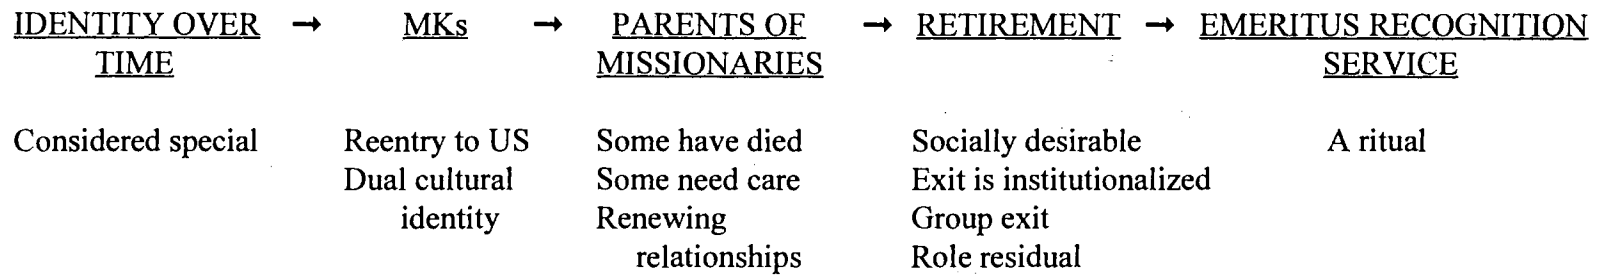 IDENTITY OVER TIME → MKs → PARENTS OF MISSIONARIES → RETIREMENT → EMERITUS RECOGNITION SERVICE
Considered special
Reentry to US
Dual cultural
identity
Some have died
Some need care
Renewing
relationships
Socially desirable
Exit is institutionalized
Group exit
Role residual
A ritual